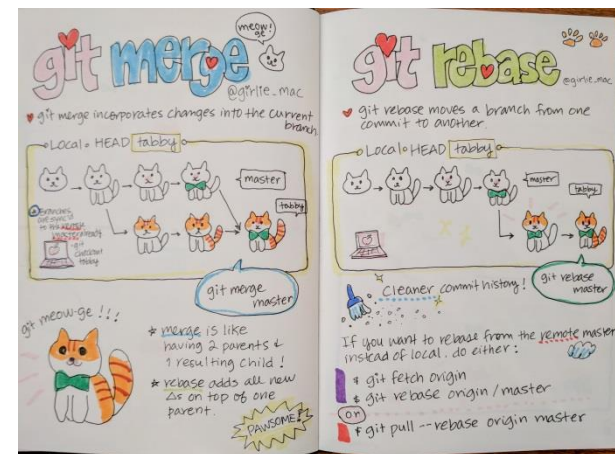 meow!
ge
git merge
@girlie_mac
git merge incorporates changes into the current
branch.
Local HEAD tabby
master
tabby
Branches
git
checkout
tabby
git merge
master
git meow-ge !!!
merge is like
having 2 parents &
1 resulting child!
rebase adds all new
Δs on top of one
parent.
PAWSOME!
git rebase
@girlie_mac
git rebase moves a branch from one
commit to another.
Local HEAD tabby
master
tabby
git rebase
master
Cleaner commit history!
If you want to rebase from the remote master
instead of local, do either:
$ git fetch origin
$ git rebase origin/master
or
$ git pull --rebase origin master